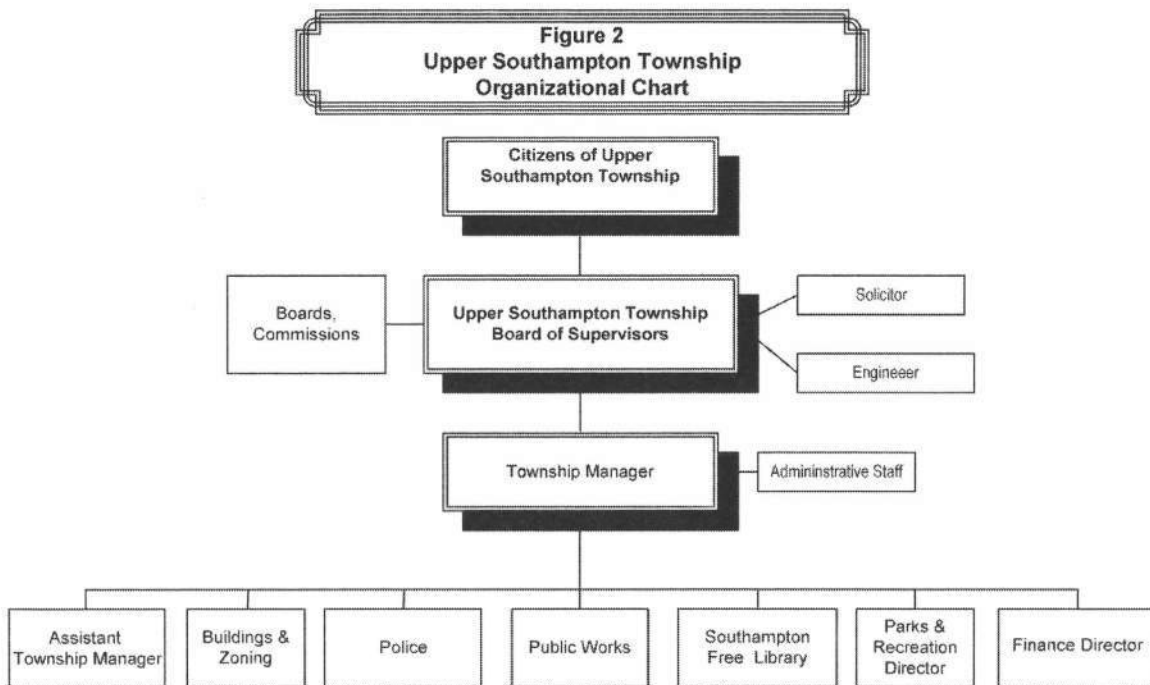 Figure 2
Upper Southampton Township
Organizational Chart
Citizens of Upper
Southampton Township
Boards,
Commissions
Upper Southampton Township
Board of Supervisors
Solicitor
Engineeer
Township Manager
Admininstrative Staff
Assistant
Township Manager
Buildings &
Zoning
Police
Public Works
Southampton
Free Library
Parks &
Recreation
Director
Finance Director